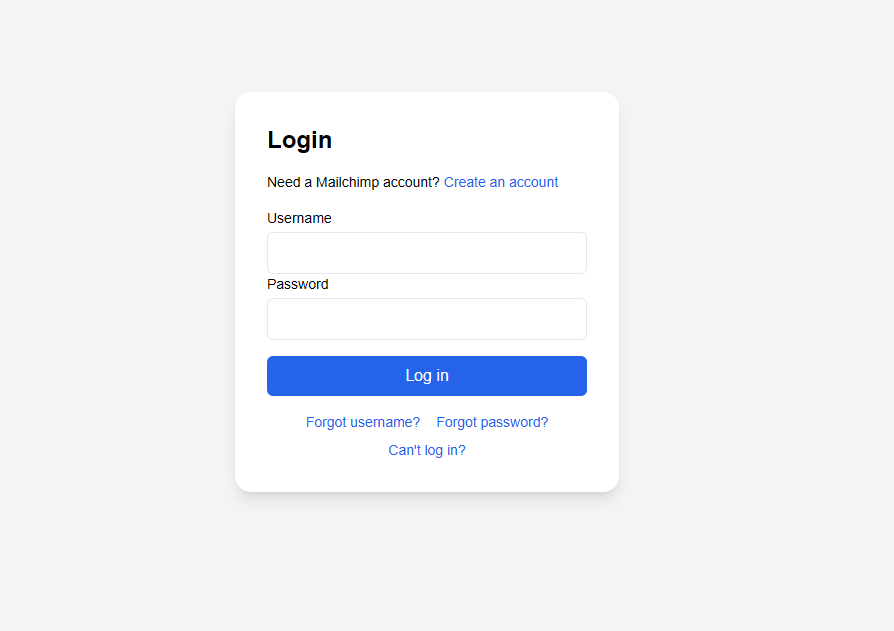 Login
Need a Mailchimp account? Create an account
Username
Password
Log in
Forgot username? Forgot password?
Can't log in?